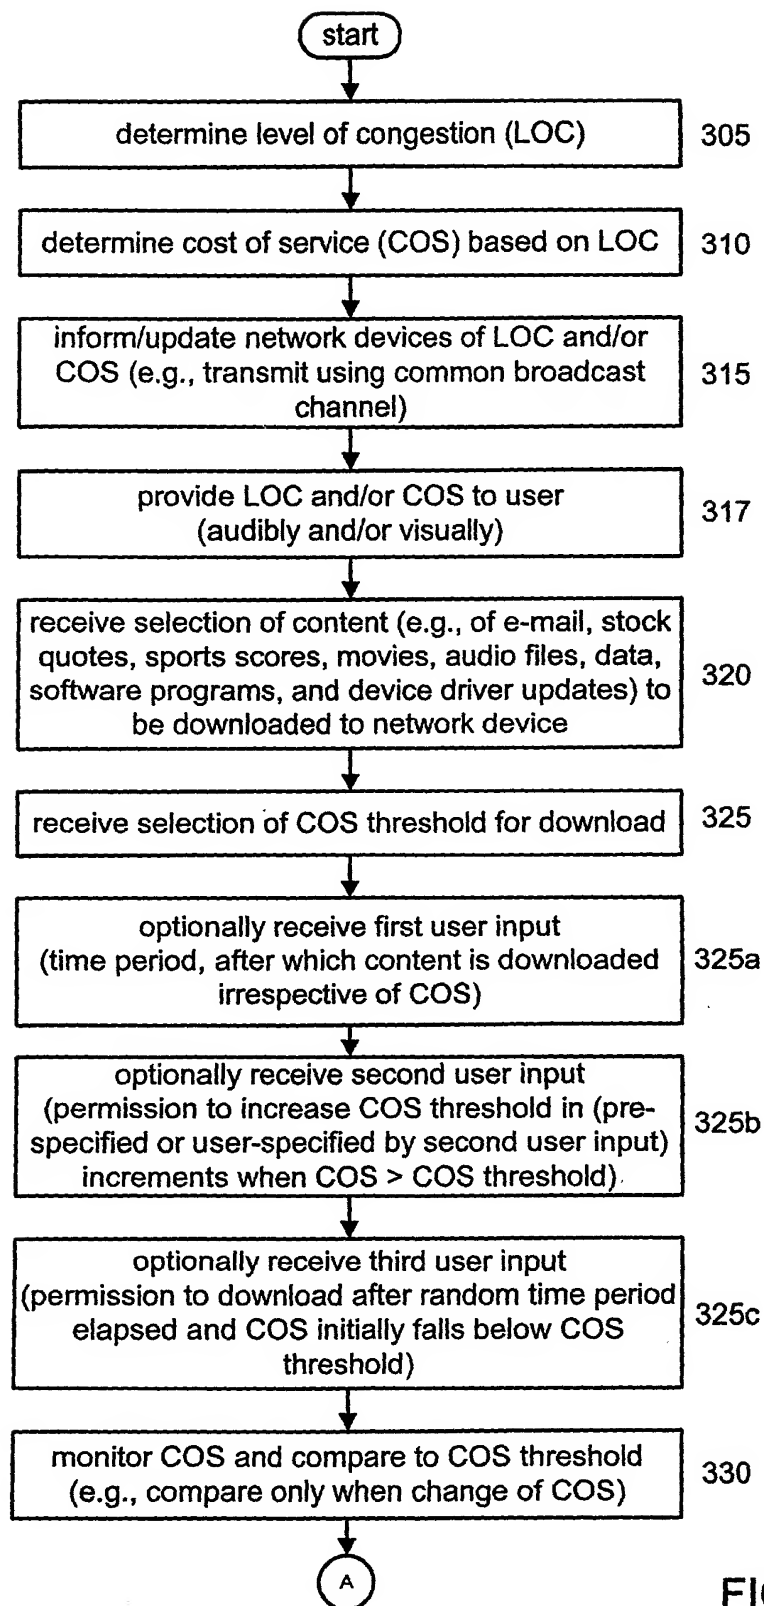 start
determine level of congestion (LOC)
305
determine cost of service (COS) based on LOC
310
inform/update network devices of LOC and/or
COS (e.g., transmit using common broadcast
channel)
315
provide LOC and/or COS to user
(audibly and/or visually)
317
receive selection of content (e.g., of e-mail, stock
quotes, sports scores, movies, audio files, data,
software programs, and device driver updates) to
be downloaded to network device
320
receive selection of COS threshold for download
325
optionally receive first user input
(time period, after which content is downloaded
irrespective of COS)
325a
optionally receive second user input
(permission to increase COS threshold in (pre-
specified or user-specified by second user input)
increments when COS > COS threshold)
325b
optionally receive third user input
(permission to download after random time period
elapsed and COS initially falls below COS
threshold)
325c
monitor COS and compare to COS threshold
(e.g., compare only when change of COS)
330
A